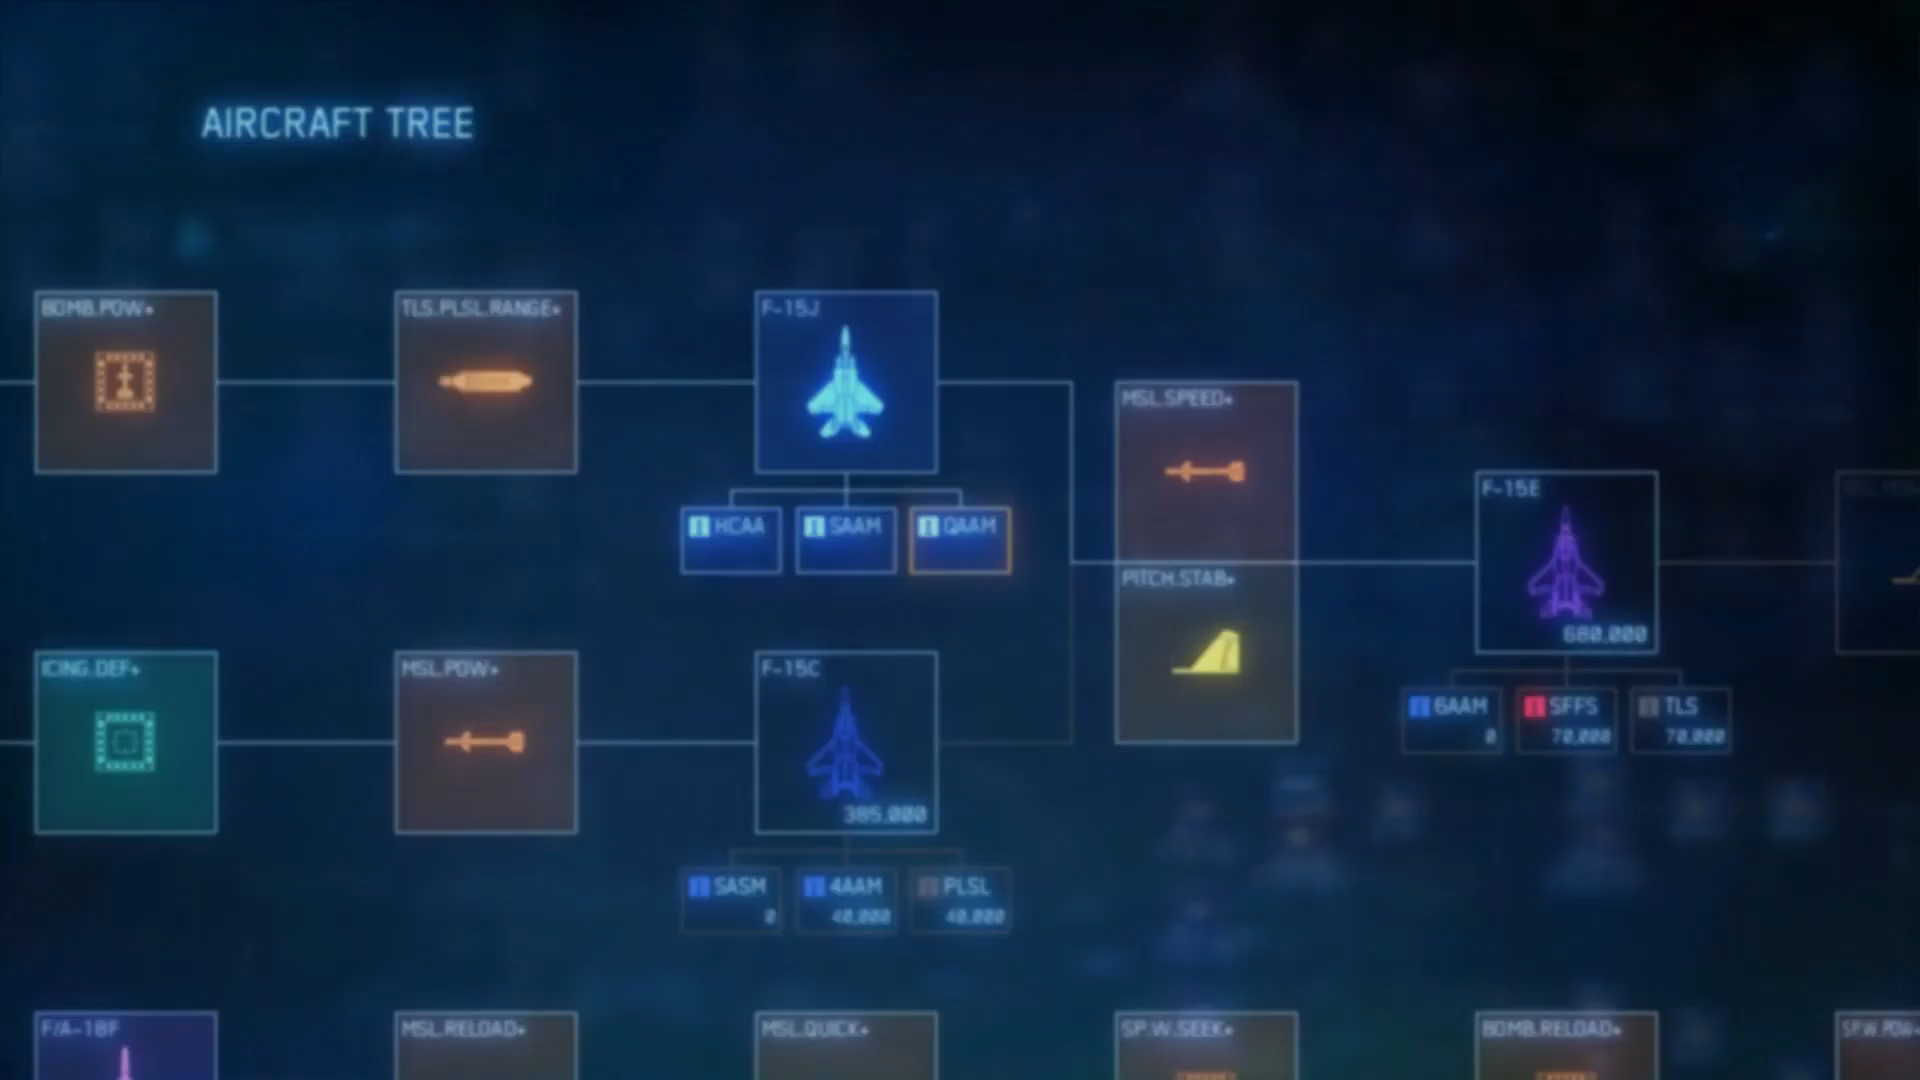 AIRCRAFT TREE
BOMB.POW+
TLS.PLSL.RANGE+
F-15J
MSL.SPEED+
F-15E
HCAA
SAAM
QAAM
PITCH.STAB+
680,000
ICING.DEF+
MSL.POW+
F-15C
6AAM
SFFS
TLS
0
70,000
70,000
385,000
SASM
4AAM
PLSL
0
40,000
40,000
F/A-18F
MSL.RELOAD+
MSL.QUICK+
SP.W.SEEK+
BOMB.RELOAD+